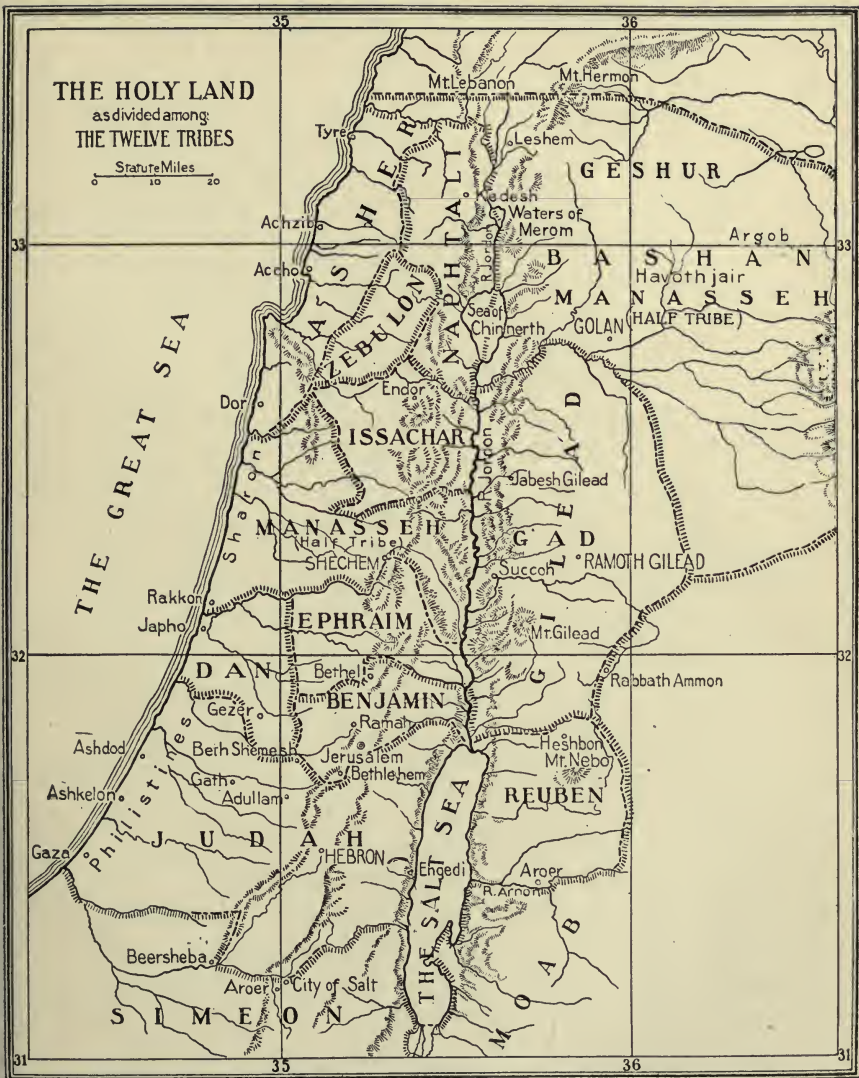 35
36
THE HOLY LAND
as divided among
THE TWELVE TRIBES
Statute Miles
0 10 20
Mt. Lebanon
Mt. Hermon
Tyre
Leshem
ASHER
NAPHTALI
GESHUR
Kedesh
Waters of
Merom
Achzib
33
33
Argob
R. Jordon
BASHAN
Accho
Havoth jair
MANASSEH
(HALF TRIBE)
ZEBULON
Sea of
Chinnerth
GOLAN
THE GREAT SEA
Endor
Dor
ISSACHAR
Sharon
R. Jordon
GILEAD
Jabesh Gilead
MANASSEH
(Half Tribe)
GAD
SHECHEM
Succoth
RAMOTH GILEAD
Rakkon
EPHRAIM
Japho
Mt. Gilead
32
32
DAN
Bethel
BENJAMIN
Rabbath Ammon
Gezer
Ramah
Ashdod
Beth Shemesh
Jerusalem
Heshbon
Mt. Nebo
Bethlehem
Gath
Ashkelon
Adullam
REUBEN
Philistines
JUDAH
Gaza
HEBRON
THE SALT SEA
Engedi
Aroer
R. Arnon
Beersheba
MOAB
Aroer
City of Salt
SIMEON
31
31
35
36